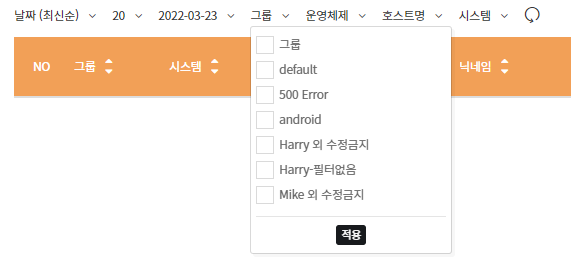 날짜 (최신순) 20 2022-03-23 그룹 운영체제 호스트명 시스템
NO 그룹 시스템 닉네임
그룹
default
500 Error
android
Harry 외 수정금지
Harry-필터없음
Mike 외 수정금지
적용